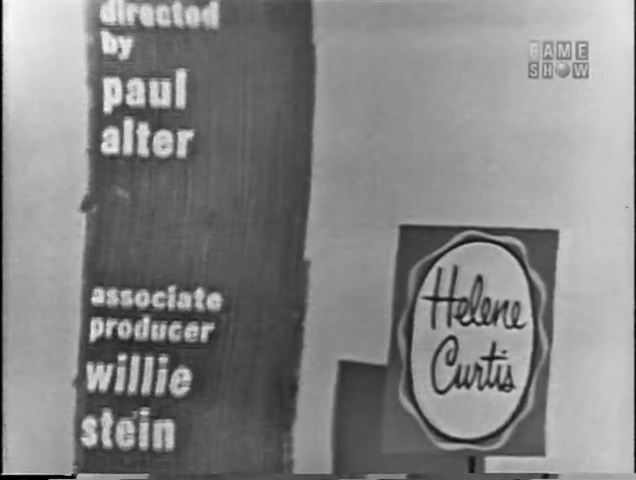 directed
by
paul
alter
associate
producer
willie
stein
Helene
Curtis
GAME
SHOW